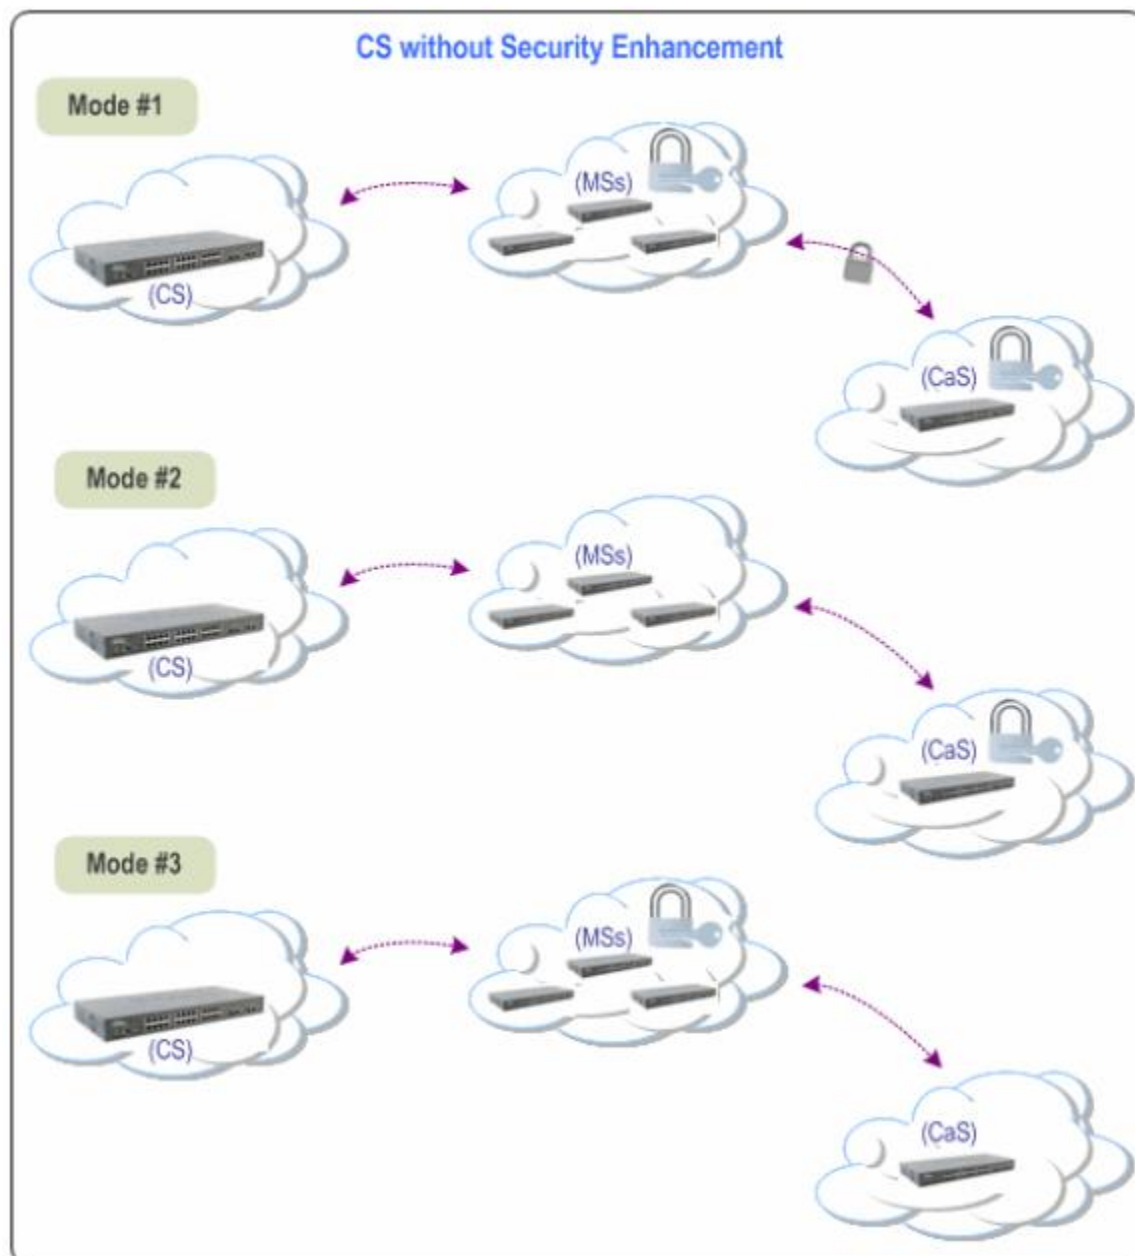 CS without Security Enhancement
Mode #1
(MSs)
(CS)
(CaS)
Mode #2
(MSs)
(CS)
(CaS)
Mode #3
(MSs)
(CS)
(CaS)